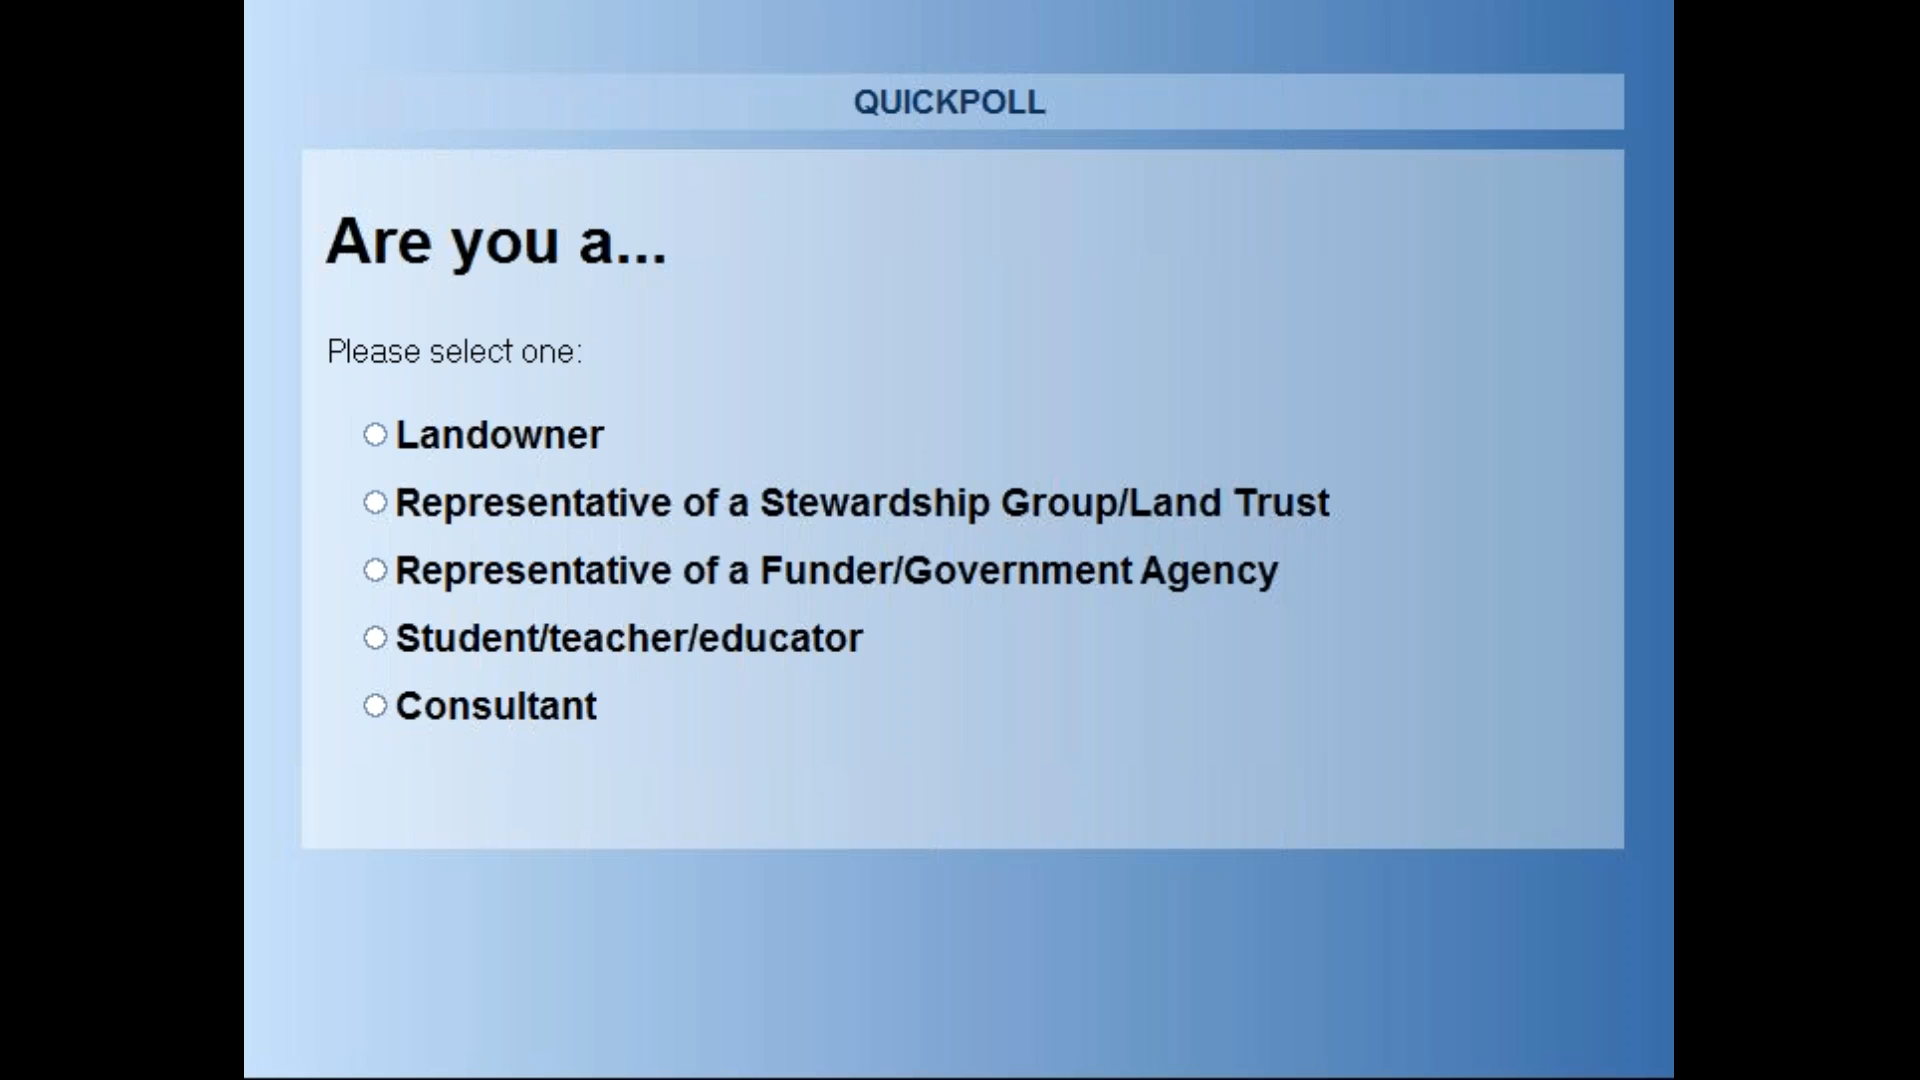 QUICKPOLL
Are you a...
Please select one:
Landowner
Representative of a Stewardship Group/Land Trust
Representative of a Funder/Government Agency
Student/teacher/educator
Consultant